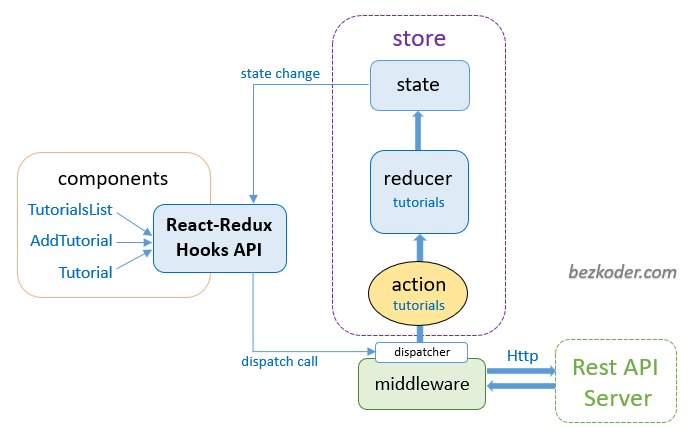 store
state change
state
components
reducer
tutorials
TutorialsList
React-Redux
Hooks API
AddTutorial
Tutorial
action
tutorials
bezkoder.com
dispatch call
dispatcher
middleware
Http
Rest API
Server